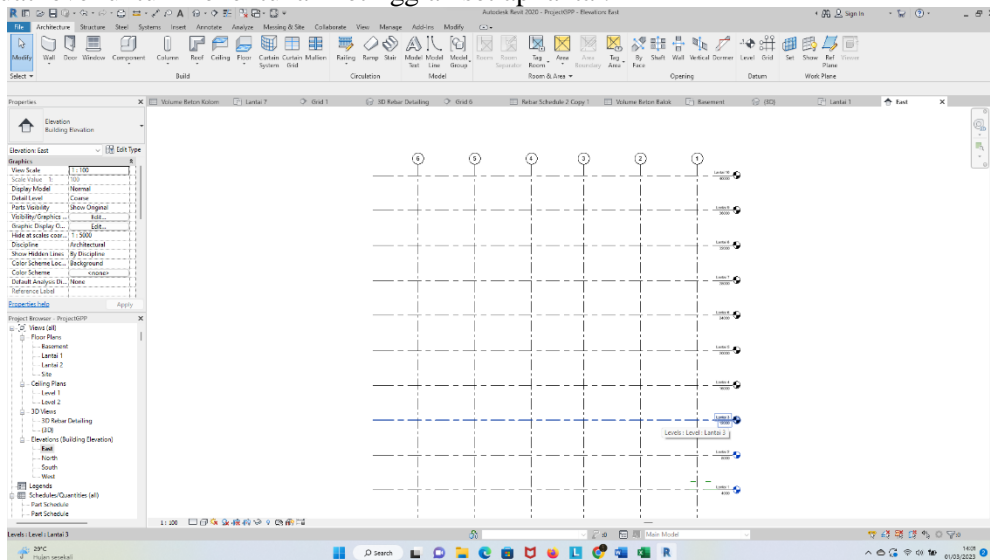 Autodesk Revit 2020 - ProjectGPP - Elevation: East
Sign In
File Architecture Structure Steel Systems Insert Annotate Analyze Massing & Site Collaborate View Manage Add-Ins Modify
Modify Wall Door Window Component Column Roof Ceiling Floor Curtain System Curtain Grid Mullion Railing Ramp Stair Model Text Model Line Model Group Room Room Separator Tag Room Area Area Boundary Tag Area By Face Shaft Wall Vertical Dormer Level Grid Set Show Ref Plane Viewer
Select Build Circulation Model Room & Area Opening Datum Work Plane
Properties
Volume Beton Kolom Lantai 7 Grid 1 3D Rebar Detailing Grid 6 Rebar Schedule 2 Copy 1 Volume Beton Balok Basement {3D} Lantai 1 East
Elevation
Building Elevation
Elevation: East Edit Type
Graphics
View Scale 1 : 100
Scale Value 1: 100
Display Model Normal
Detail Level Coarse
Parts Visibility Show Original
Visibility/Graphics ... Edit...
Graphic Display O... Edit...
Hide at scales coar... 1 : 5000
Discipline Architectural
Show Hidden Lines By Discipline
Color Scheme Loc... Background
Color Scheme <none>
Default Analysis Di... None
Reference Label
Properties help Apply
Project Browser - ProjectGPP
Views (all)
Floor Plans
Basement
Lantai 1
Lantai 2
Site
Ceiling Plans
Level 1
Level 2
3D Views
3D Rebar Detailing
{3D}
Elevations (Building Elevation)
East
North
South
West
Legends
Schedules/Quantities (all)
Part Schedule
Part Schedule
6 5 4 3 2 1
Levels : Level : Lantai 3
1 : 100
Levels : Level : Lantai 3
Main Model
29°C
Hujan sesekali
Search
14:01
01/03/2023